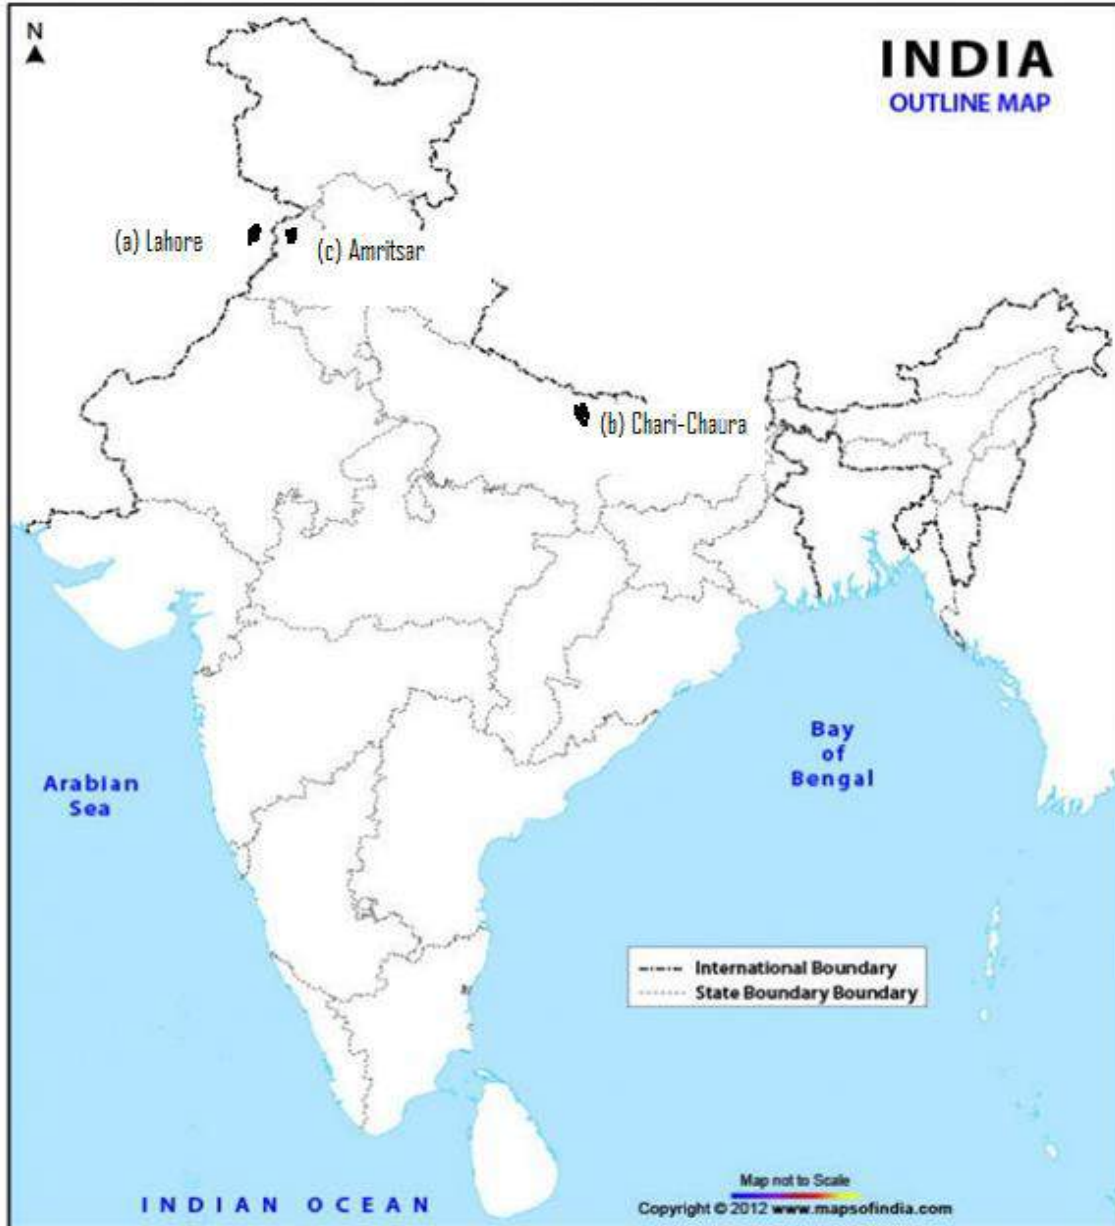 N
INDIA
OUTLINE MAP
(a) Lahore
(c) Amritsar
(b) Chari-Chaura
Arabian
Sea
Bay
of
Bengal
International Boundary
State Boundary Boundary
Map not to Scale
INDIAN OCEAN
Copyright © 2012 www.mapsofindia.com